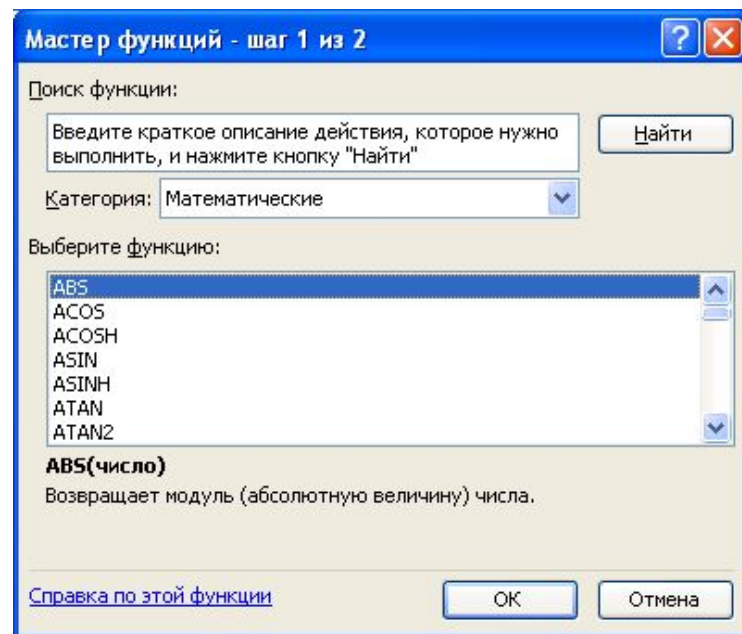 Мастер функций - шаг 1 из 2
Поиск функции:
Введите краткое описание действия, которое нужно
выполнить, и нажмите кнопку "Найти"
Найти
Категория: Математические
Выберите функцию:
ABS
ACOS
ACOSH
ASIN
ASINH
ATAN
ATAN2
ABS(число)
Возвращает модуль (абсолютную величину) числа.
Справка по этой функции
ОК
Отмена